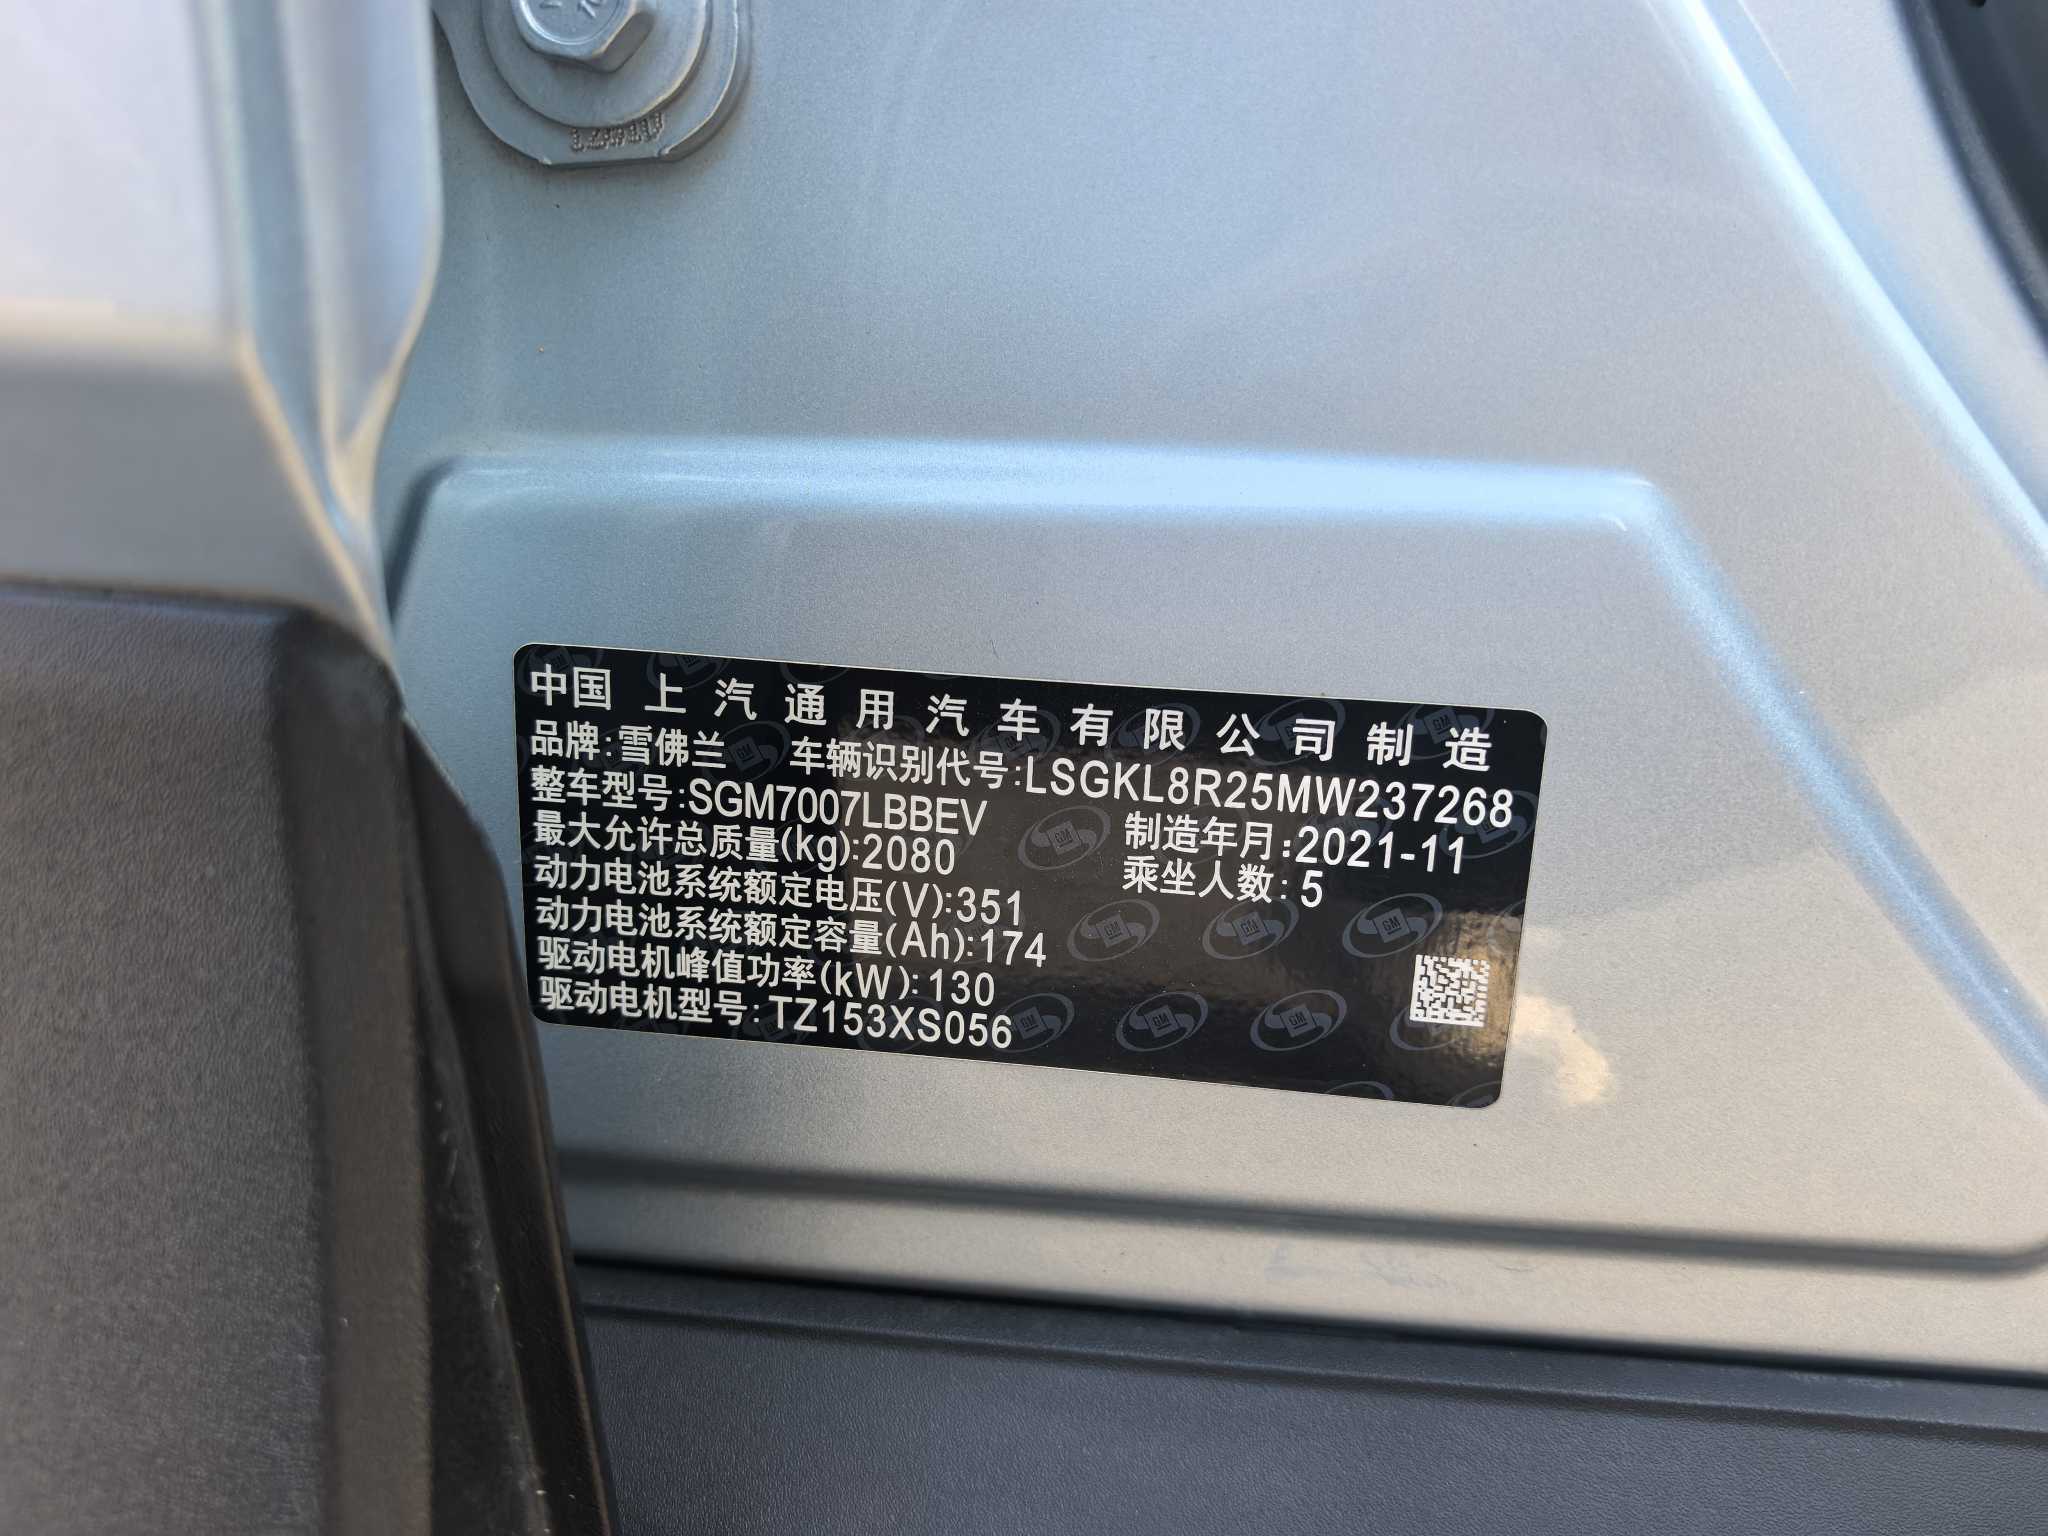 中国上汽通用汽车有限公司制造
品牌:雪佛兰 车辆识别代号:LSGKL8R25MW237268
整车型号:SGM7007LBBEV 制造年月:2021-11
最大允许总质量(kg):2080 乘坐人数:5
动力电池系统额定电压(V):351
动力电池系统额定容量(Ah):174
驱动电机峰值功率(kW):130
驱动电机型号:TZ153XS056
GM